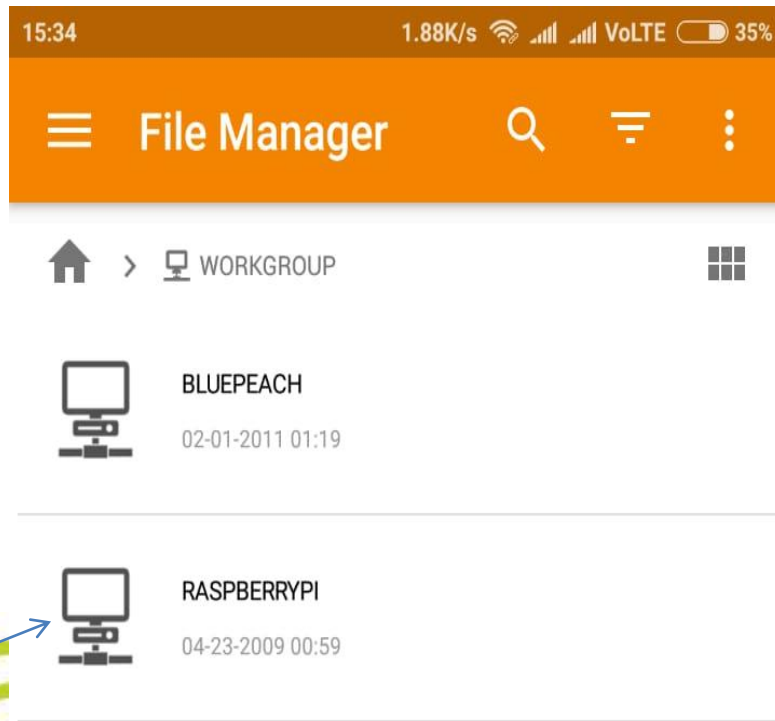 15:34 1.88K/s VoLTE 35%
File Manager
WORKGROUP
BLUEPEACH
02-01-2011 01:19
RASPBERRYPI
04-23-2009 00:59